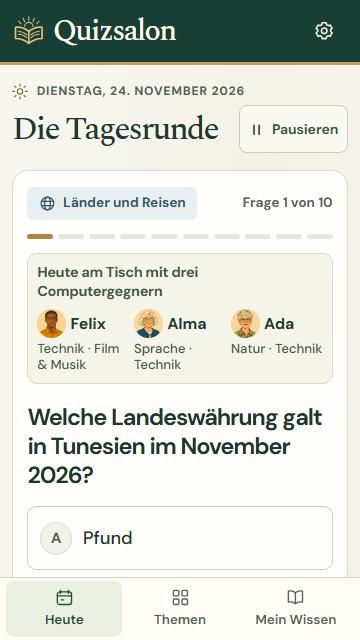 Quizsalon
DIENSTAG, 24. NOVEMBER 2026
Die Tagesrunde
Pausieren
Länder und Reisen
Frage 1 von 10
Heute am Tisch mit drei
Computergegnern
Felix
Technik · Film
& Musik
Alma
Sprache ·
Technik
Ada
Natur · Technik
Welche Landeswährung galt
in Tunesien im November
2026?
A
Pfund
Heute
Themen
Mein Wissen